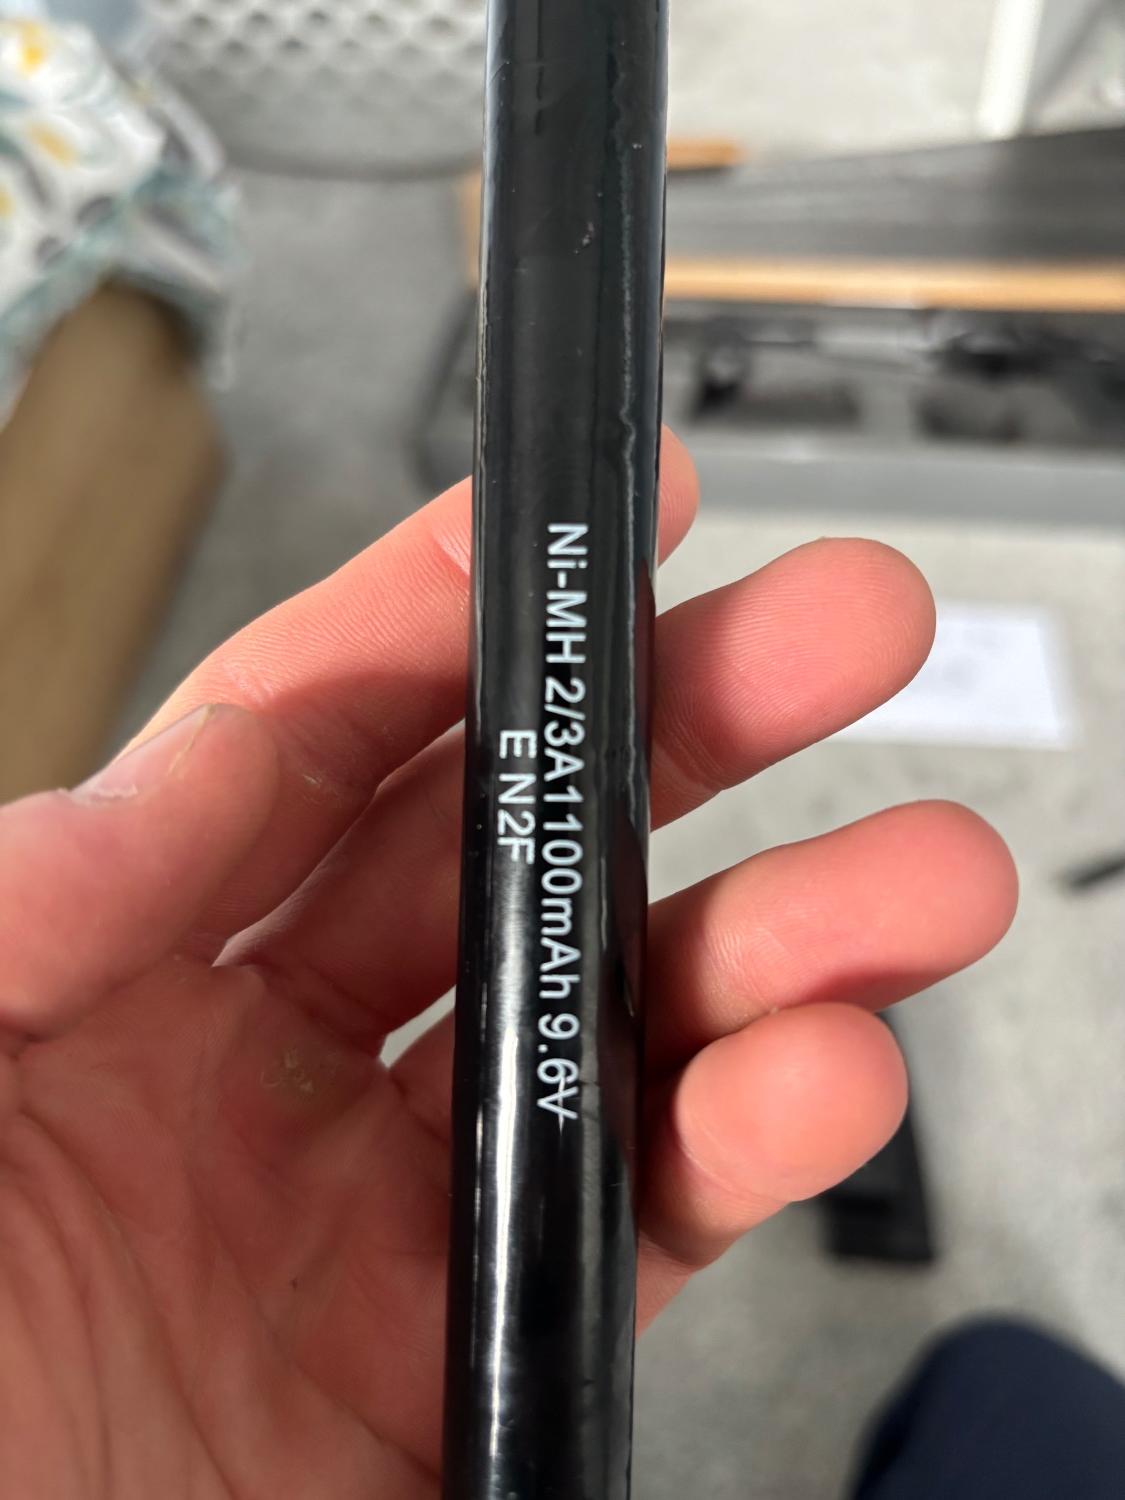 Ni-MH 2/3A1100mAh 9.6V
E N2F